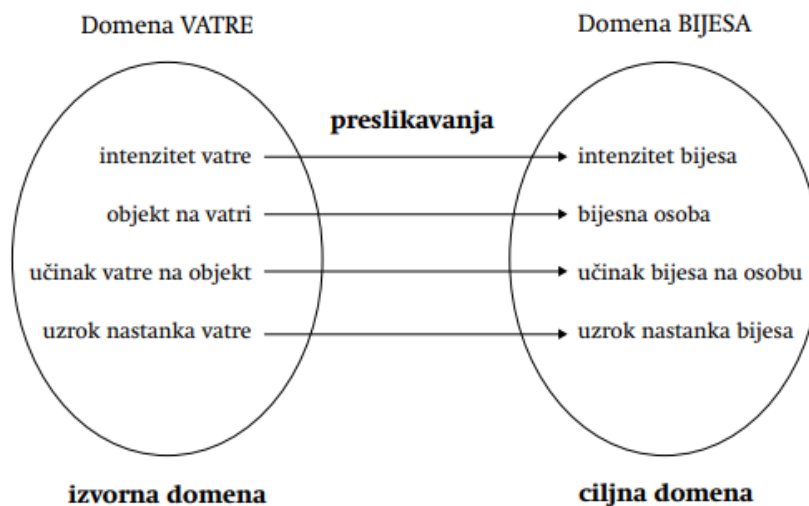 Domena VATRE
Domena BIJESA
preslikavanja
intenzitet vatre
intenzitet bijesa
objekt na vatri
bijesna osoba
učinak vatre na objekt
učinak bijesa na osobu
uzrok nastanka vatre
uzrok nastanka bijesa
izvorna domena
ciljna domena